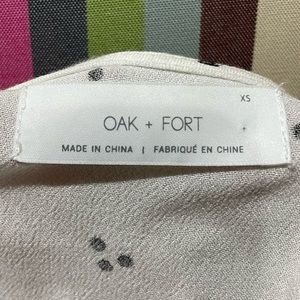 XS
OAK + FORT
MADE IN CHINA | FABRIQUÉ EN CHINE